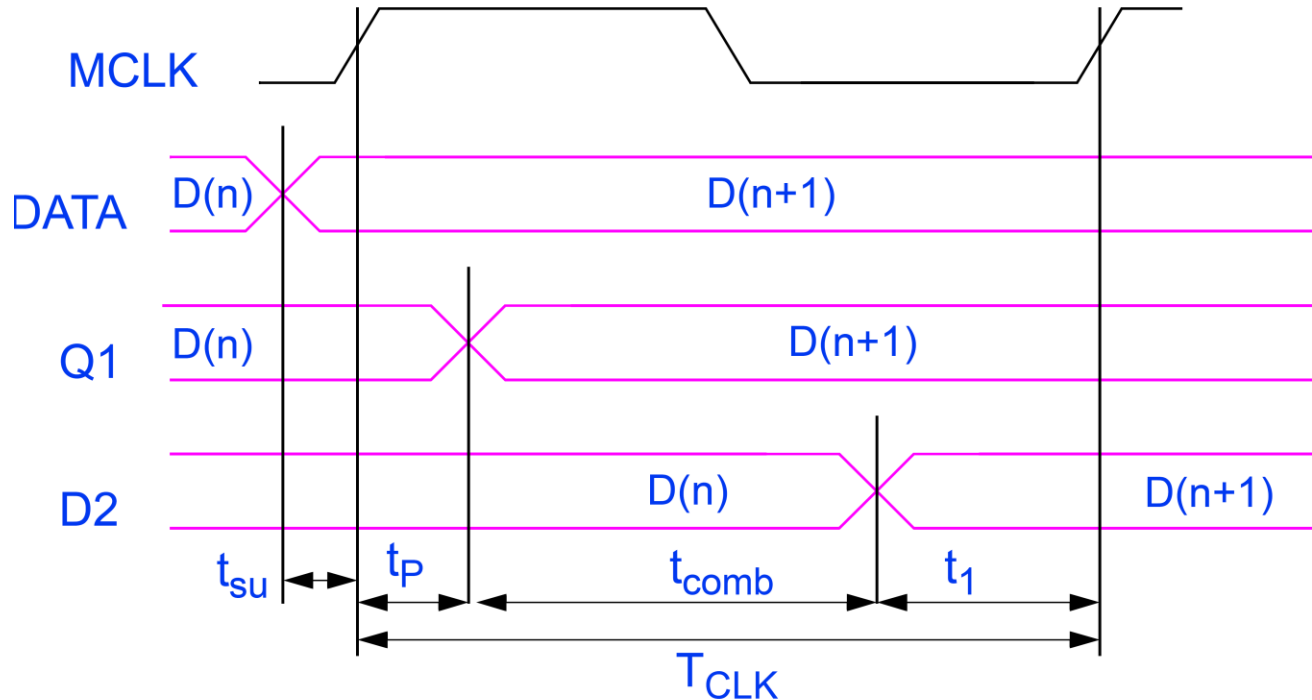 MCLK
DATA D(n) D(n+1)
Q1 D(n) D(n+1)
D2 D(n) D(n+1)
tsu tP tcomb t1
TCLK